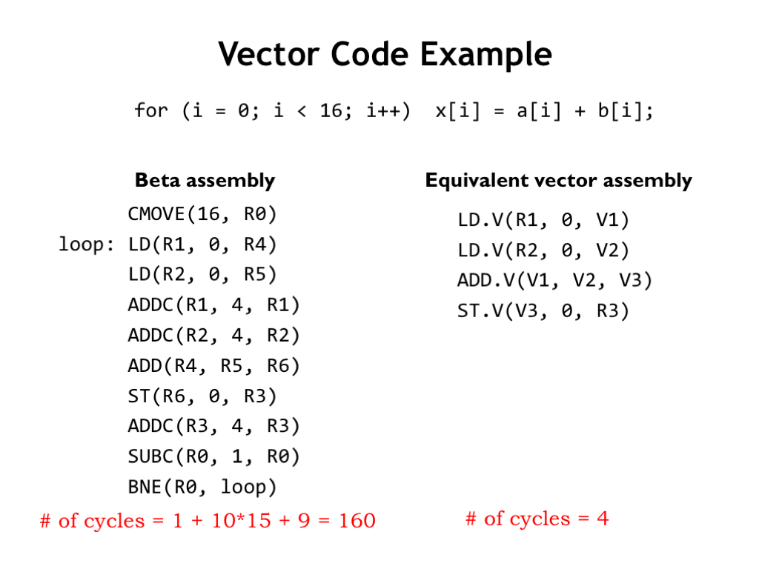 Vector Code Example
for (i = 0; i < 16; i++)  x[i] = a[i] + b[i];
Beta assembly
CMOVE(16, R0)
loop: LD(R1, 0, R4)
LD(R2, 0, R5)
ADDC(R1, 4, R1)
ADDC(R2, 4, R2)
ADD(R4, R5, R6)
ST(R6, 0, R3)
ADDC(R3, 4, R3)
SUBC(R0, 1, R0)
BNE(R0, loop)
# of cycles = 1 + 10*15 + 9 = 160
Equivalent vector assembly
LD.V(R1, 0, V1)
LD.V(R2, 0, V2)
ADD.V(V1, V2, V3)
ST.V(V3, 0, R3)
# of cycles = 4